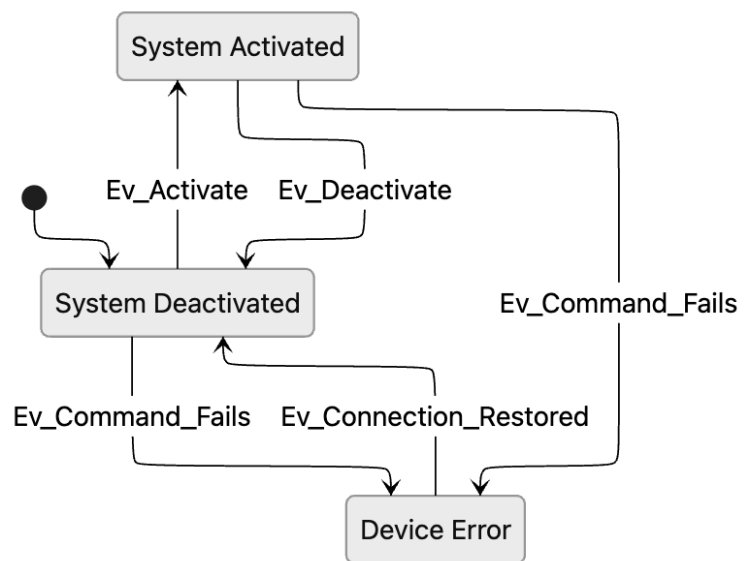 System Activated
Ev_Activate
Ev_Deactivate
System Deactivated
Ev_Command_Fails
Ev_Command_Fails
Ev_Connection_Restored
Device Error